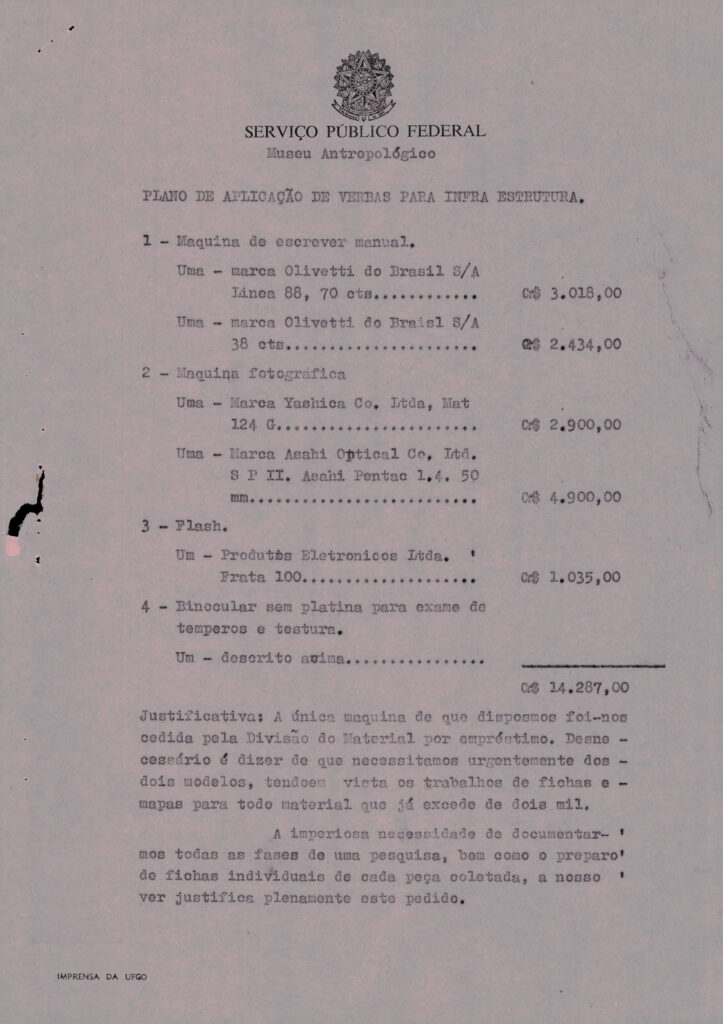 SERVIÇO PÚBLICO FEDERAL
Museu Antropológico
PLANO DE APLICAÇÃO DE VERBAS PARA INFRA ESTRUTURA.
1 - Maquina de escrever manual.
Uma - marca Olivetti do Brasil S/A
Linea 88, 70 cts............ Cr$ 3.018,00
Uma - marca Olivetti do Braisl S/A
38 cts...................... Cr$ 2.434,00
2 - Maquina fotográfica
Uma - Marca Yashica Co. Ltda, Mat
124 G....................... Cr$ 2.900,00
Uma - Marca Asahi Optical Co, Ltd.
S P II. Asahi Pentac 1.4. 50
mm.......................... Cr$ 4.900,00
3 - Flash.
Um - Produtos Eletronicos Ltda. '
Frata 100.................... Cr$ 1.035,00
4 - Binocular sem platina para exame de
temperos e testura.
Um - descrito avima................
Cr$ 14.287,00
Justificativa: A única maquina de que dispomos foi-nos
cedida pela Divisão do Material por empréstimo. Desne -
cessário é dizer de que necessitamos urgentemente dos -
dois modelos, tendoem vista os trabalhos de fichas e -
mapas para todo material que já excede de dois mil.
A imperiosa necessidade de documentar- '
mos todas as fases de uma pesquisa, bem como o preparo'
de fichas individuais de cada peça coletada, a nosso '
ver justifica plenamente este pedido.
IMPRENSA DA UFGO